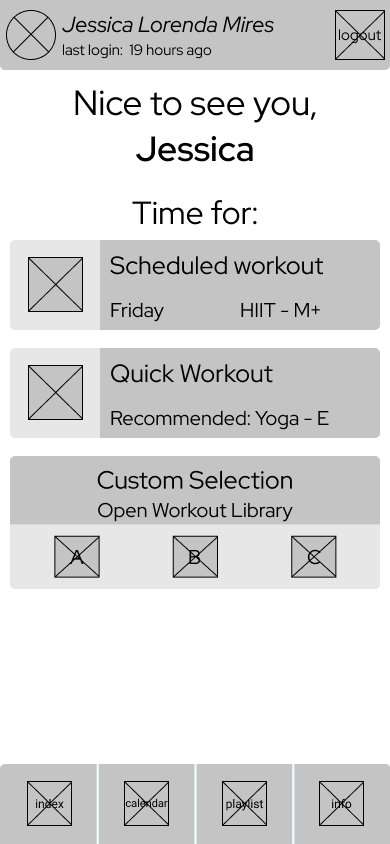 Jessica Lorenda Mires
last login: 19 hours ago
logout
Nice to see you,
Jessica
Time for:
Scheduled workout
Friday HIIT - M+
Quick Workout
Recommended: Yoga - E
Custom Selection
Open Workout Library
A B C
index calendar playlist info